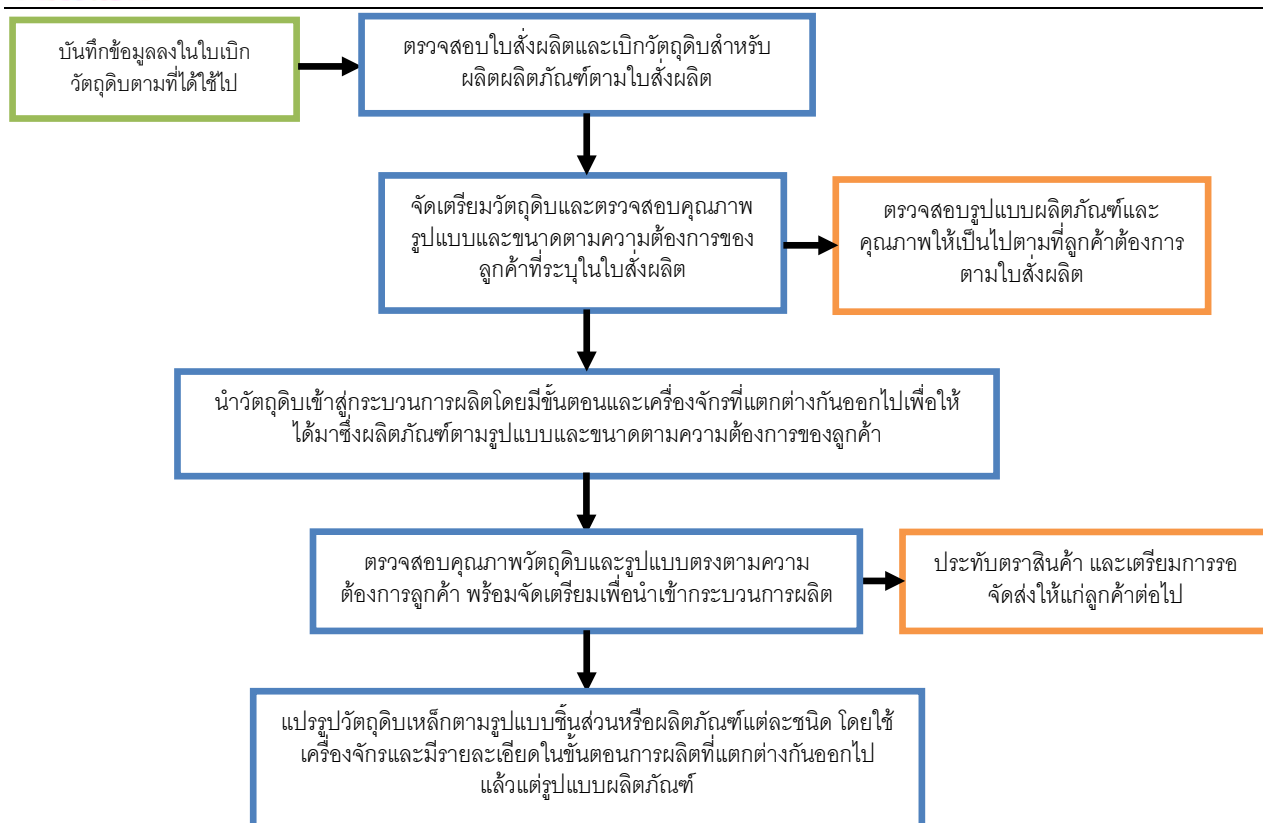 บันทึกข้อมูลลงในใบเบิก
วัตถุดิบตามที่ได้ใช้ไป
ตรวจสอบใบสั่งผลิตและเบิกวัตถุดิบสำหรับ
ผลิตผลิตภัณฑ์ตามใบสั่งผลิต
จัดเตรียมวัตถุดิบและตรวจสอบคุณภาพ
รูปแบบและขนาดตามความต้องการของ
ลูกค้าที่ระบุในใบสั่งผลิต
ตรวจสอบรูปแบบผลิตภัณฑ์และ
คุณภาพให้เป็นไปตามที่ลูกค้าต้องการ
ตามใบสั่งผลิต
นำวัตถุดิบเข้าสู่กระบวนการผลิตโดยมีขั้นตอนและเครื่องจักรที่แตกต่างกันออกไปเพื่อให้
ได้มาซึ่งผลิตภัณฑ์ตามรูปแบบและขนาดตามความต้องการของลูกค้า
ตรวจสอบคุณภาพวัตถุดิบและรูปแบบตรงตามความ
ต้องการลูกค้า พร้อมจัดเตรียมเพื่อนำเข้ากระบวนการผลิต
ประทับตราสินค้า และเตรียมการรอ
จัดส่งให้แก่ลูกค้าต่อไป
แปรรูปวัตถุดิบเหล็กตามรูปแบบชิ้นส่วนหรือผลิตภัณฑ์แต่ละชนิด โดยใช้
เครื่องจักรและมีรายละเอียดในขั้นตอนการผลิตที่แตกต่างกันออกไป
แล้วแต่รูปแบบผลิตภัณฑ์